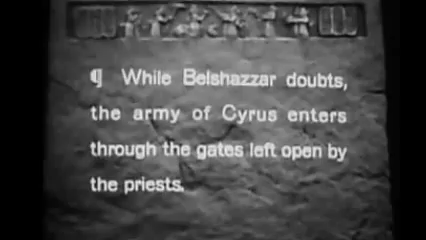 ¶ While Belshazzar doubts,
the army of Cyrus enters
through the gates left open by
the priests.